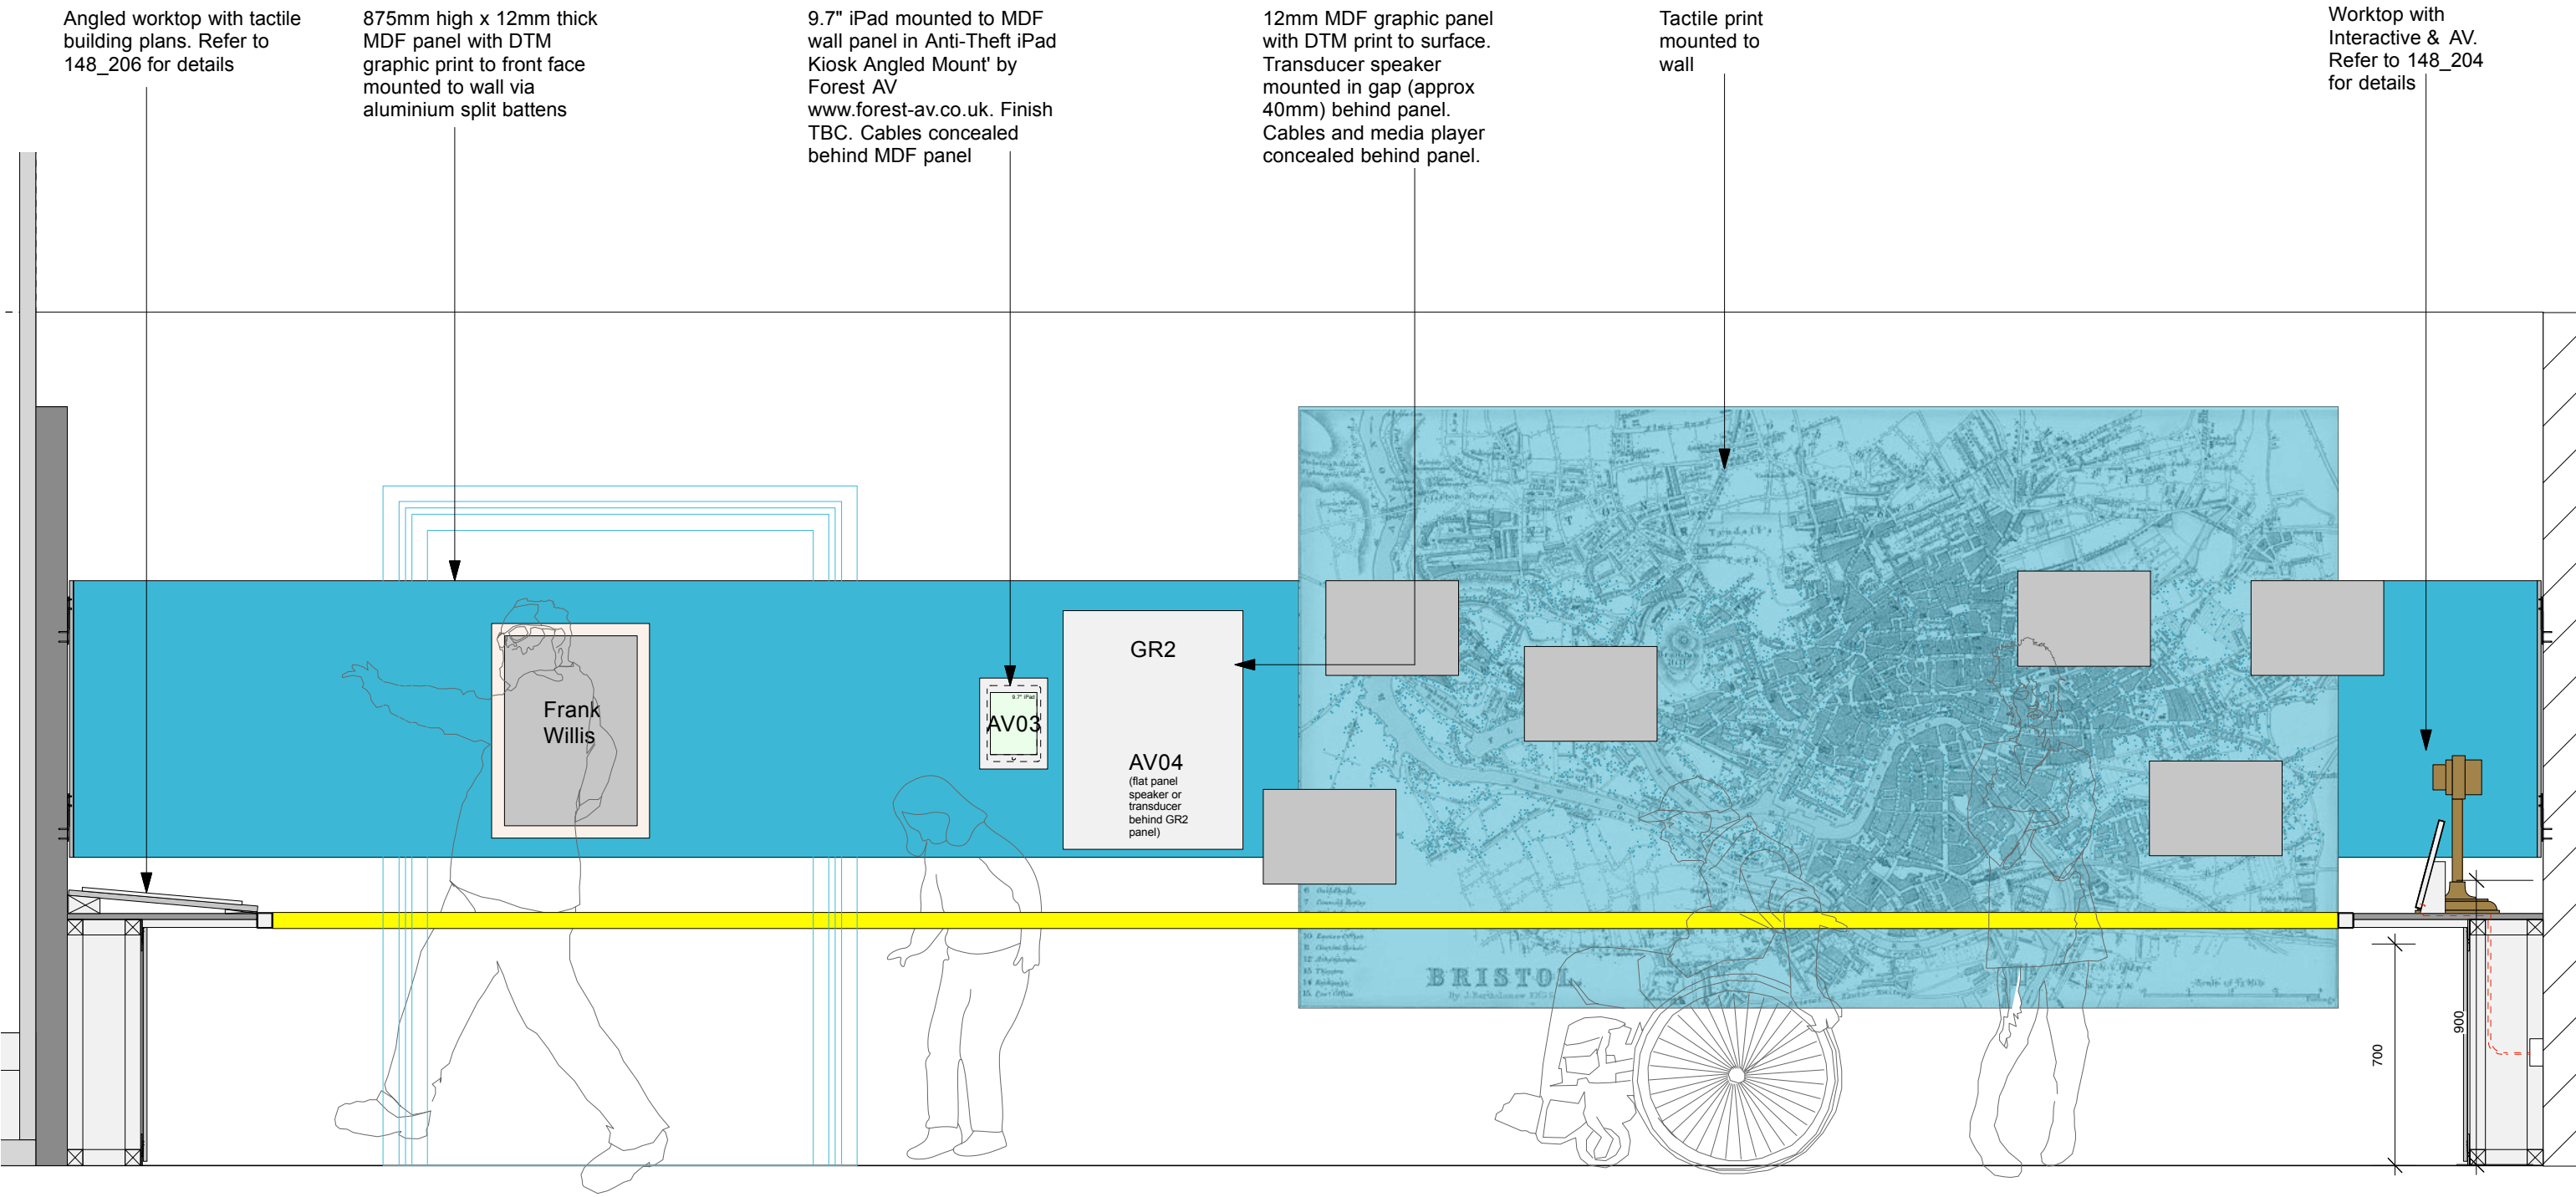 Angled worktop with tactile
building plans. Refer to
148_206 for details
875mm high x 12mm thick
MDF panel with DTM
graphic print to front face
mounted to wall via
aluminium split battens
9.7" iPad mounted to MDF
wall panel in Anti-Theft iPad
Kiosk Angled Mount' by
Forest AV
www.forest-av.co.uk. Finish
TBC. Cables concealed
behind MDF panel
12mm MDF graphic panel
with DTM print to surface.
Transducer speaker
mounted in gap (approx
40mm) behind panel.
Cables and media player
concealed behind panel.
Tactile print
mounted to
wall
Worktop with
Interactive & AV.
Refer to 148_204
for details
Frank
Willis
9.7" iPad
AV03
GR2
AV04
(flat panel
speaker or
transducer
behind GR2
panel)
BRISTOL
700
900